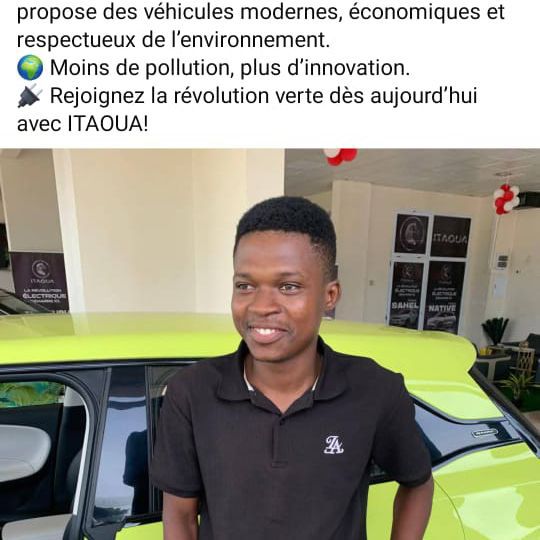 propose des véhicules modernes, économiques et
respectueux de l’environnement.
🌍 Moins de pollution, plus d’innovation.
🔌 Rejoignez la révolution verte dès aujourd’hui
avec ITAOUA!
ITAOUA
LA RÉVOLUTION
ÉLECTRIQUE
ITAOUA
ITAOUA
SAHEL
NATIVE